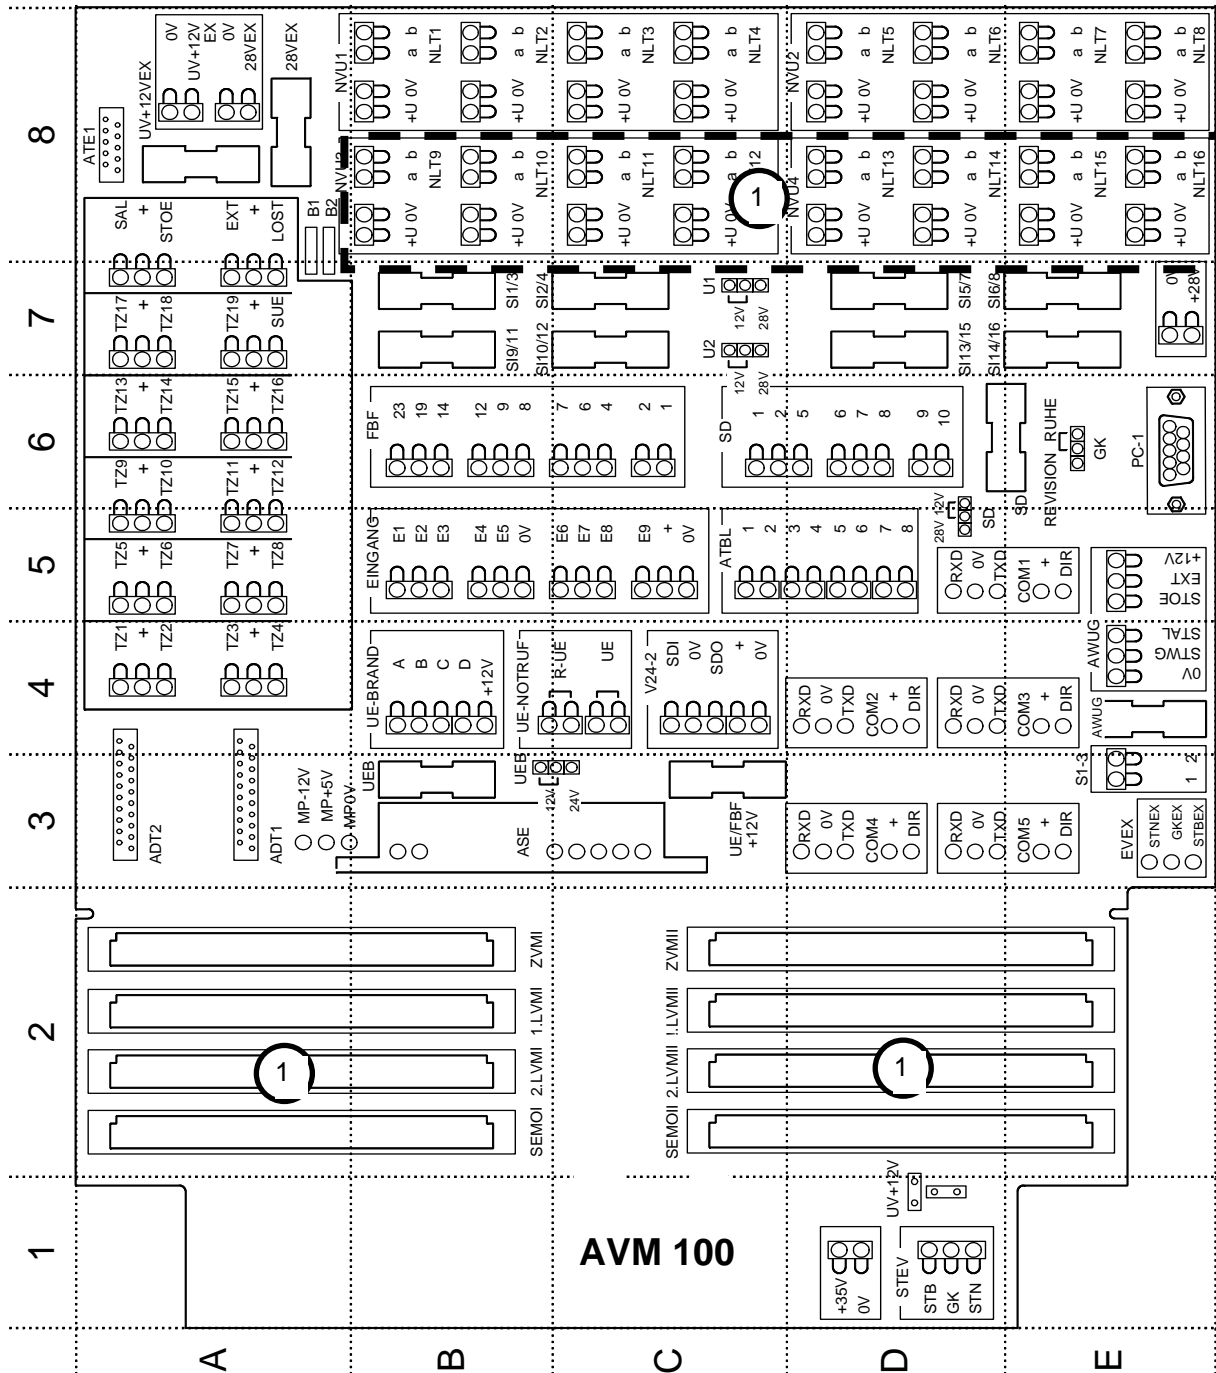 8
ATE1
UV+12VEX
0V
UV+12V
EX
0V
28VEX
28VEX
NVU1
a b
NLT1
a b
NLT2
a b
NLT3
a b
NLT4
+U 0V
+U 0V
+U 0V
+U 0V
NVU2
a b
NLT5
a b
NLT6
a b
NLT7
a b
NLT8
+U 0V
+U 0V
+U 0V
+U 0V
a b
NLT9
a b
NLT10
a b
NLT11
a b
12
+U 0V
+U 0V
+U 0V
+U 0V
1
NVU4
a b
NLT13
a b
NLT14
a b
NLT15
a b
NLT16
+U 0V
+U 0V
+U 0V
+U 0V
SAL
+
STOE
EXT
+
LOST
B1
B2
7
TZ17
+
TZ18
TZ19
+
SUE
SI1/3
SI2/4
U1
12V
28V
SI5/7
SI6/8
0V
+28V
SI9/11
SI10/12
U2
12V
28V
SI13/15
SI14/16
6
TZ13
+
TZ14
TZ15
+
TZ16
TZ9
+
TZ10
TZ11
+
TZ12
FBF
23
19
14
12
9
8
7
6
4
2
1
SD
1
2
5
6
7
8
9
10
SD
REVISION RUHE
GK
PC-1
5
TZ5
+
TZ6
TZ7
+
TZ8
EINGANG
E1
E2
E3
E4
E5
0V
E6
E7
E8
E9
+
0V
ATBL
1
2
3
4
5
6
7
8
28V 12V
SD
RXD
0V
TXD
COM1
+
DIR
+12V
EXT
STOE
4
TZ1
+
TZ2
TZ3
+
TZ4
UE-BRAND
A
B
C
D
+12V
UE-NOTRUF
R-UE
UE
V24-2
SDI
0V
SDO
+
0V
RXD
0V
TXD
COM2
+
DIR
RXD
0V
TXD
COM3
+
DIR
AWUG
STAL
STWG
0V
AWUG
3
ADT2
ADT1
MP-12V
MP+5V
MP0V
UEB
UEB
12V
24V
ASE
UE/FBF
+12V
RXD
0V
TXD
COM4
+
DIR
RXD
0V
TXD
COM5
+
DIR
S1-3
1 2
EVEX
STNEX
GKEX
STBEX
2
ZVMI
1.LVMI
2.LVMI
SEMOI
1
ZVMII
2.LVMII
SEMOII
1
1
AVM 100
UV+12V
+35V
0V
STEV
STB
GK
STN
A
B
C
D
E